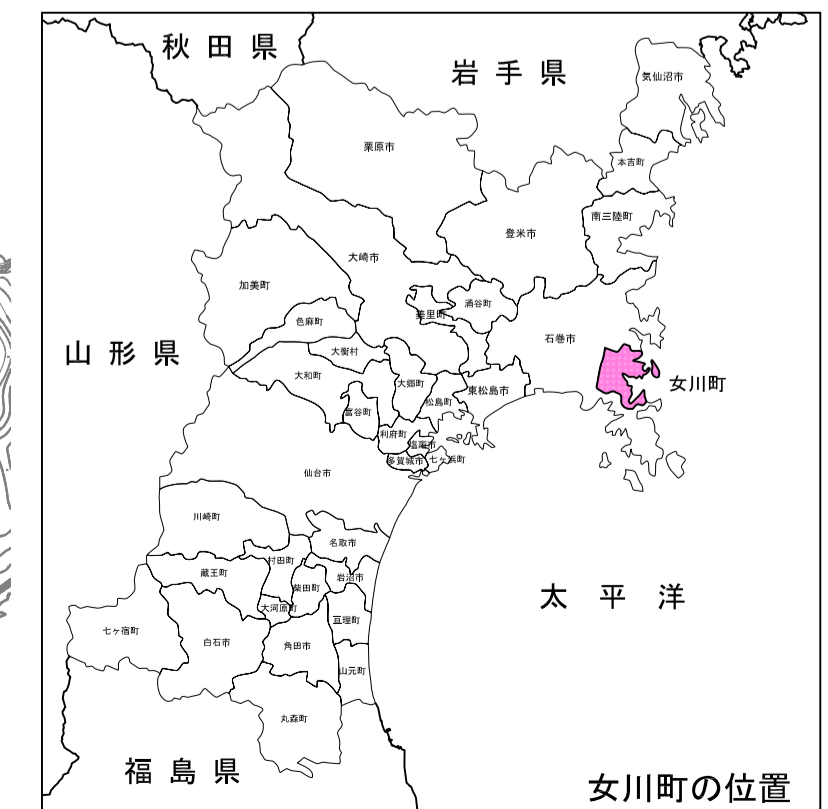 秋田県
岩手県
気仙沼市
栗原市
本吉町
南三陸町
登米市
大崎市
加美町
涌谷町
美里町
色麻町
石巻市
大衡村
山形県
大和町
大郷町
東松島市
女川町
松島町
富谷町
利府町
塩竈市
多賀城市
七ヶ浜町
仙台市
川崎町
名取市
村田町
蔵王町
岩沼市
柴田町
太平洋
大河原町
亘理町
七ヶ宿町
白石市
角田市
山元町
丸森町
福島県
女川町の位置